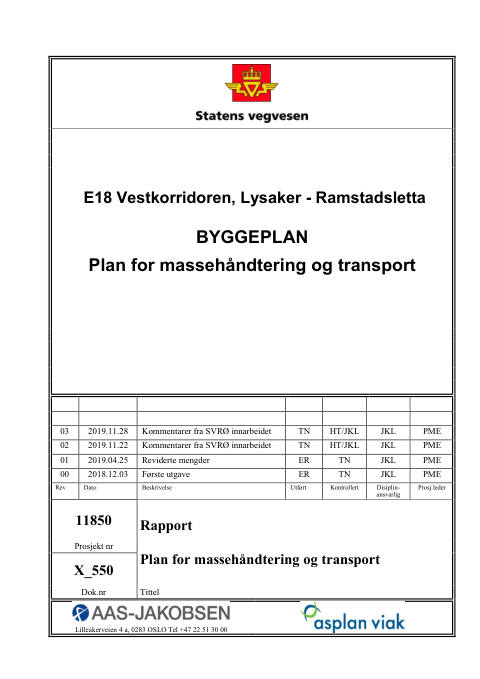 Statens vegvesen
E18 Vestkorridoren, Lysaker - Ramstadsletta
BYGGEPLAN
Plan for massehåndtering og transport
03 2019.11.28 Kommentarer fra SVRØ innarbeidet TN HT/JKL JKL PME
02 2019.11.22 Kommentarer fra SVRØ innarbeidet TN HT/JKL JKL PME
01 2019.04.25 Reviderte mengder ER TN JKL PME
00 2018.12.03 Første utgave ER TN JKL PME
Rev Dato Beskrivelse Utført Kontrollert Disiplin- Prosj.leder
ansvarlig
11850
Rapport
Prosjekt nr
Plan for massehåndtering og transport
X_550
Dok.nr Tittel
AAS-JAKOBSEN
asplan viak
Lilleakerveien 4 a, 0283 OSLO Tel +47 22 51 30 00